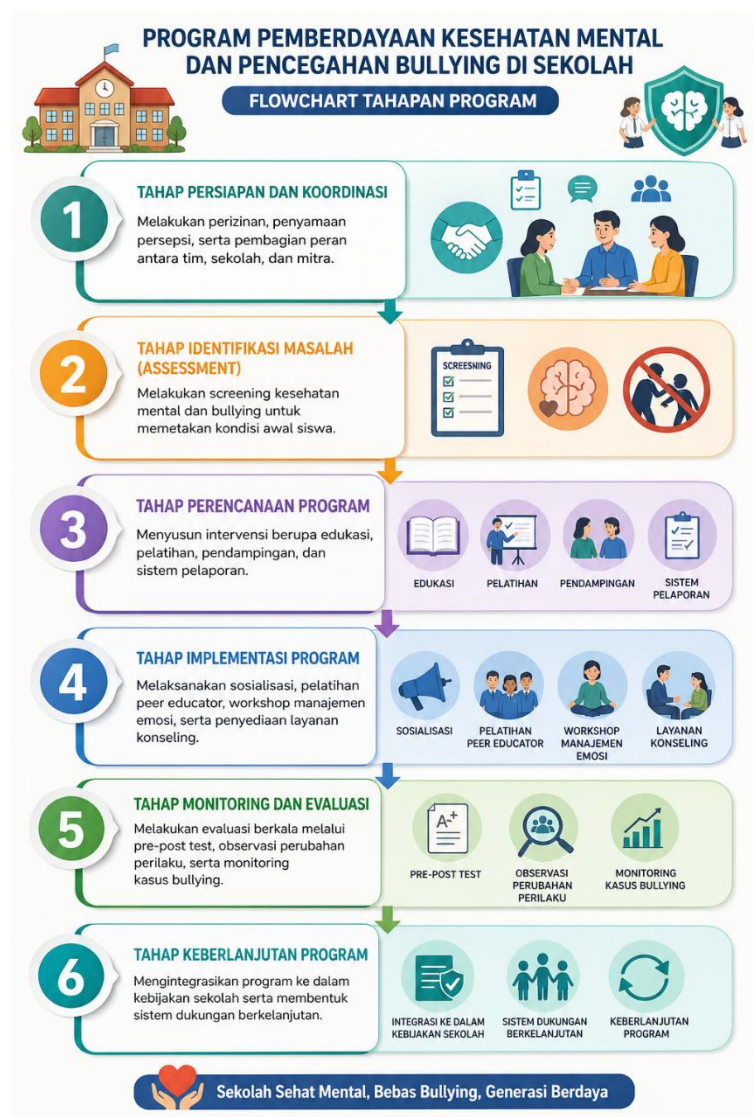 PROGRAM PEMBERDAYAAN KESEHATAN MENTAL
DAN PENCEGAHAN BULLYING DI SEKOLAH
FLOWCHART TAHAPAN PROGRAM
1
TAHAP PERSIAPAN DAN KOORDINASI
Melakukan perizinan, penyamaan
persepsi, serta pembagian peran
antara tim, sekolah, dan mitra.
2
TAHAP IDENTIFIKASI MASALAH
(ASSESSMENT)
Melakukan screening kesehatan
mental dan bullying untuk
memetakan kondisi awal siswa.
SCREESNING
3
TAHAP PERENCANAAN PROGRAM
Menyusun intervensi berupa edukasi,
pelatihan, pendampingan, dan
sistem pelaporan.
EDUKASI
PELATIHAN
PENDAMPINGAN
SISTEM
PELAPORAN
4
TAHAP IMPLEMENTASI PROGRAM
Melaksanakan sosialisasi, pelatihan
peer educator, workshop manajemen
emosi, serta penyediaan layanan
konseling.
SOSIALISASI
PELATIHAN
PEER EDUCATOR
WORKSHOP
MANAJEMEN
EMOSI
LAYANAN
KONSELING
5
TAHAP MONITORING DAN EVALUASI
Melakukan evaluasi berkala melalui
pre-post test, observasi perubahan
perilaku, serta monitoring
kasus bullying.
A+
PRE-POST TEST
OBSERVASI
PERUBAHAN
PERILAKU
MONITORING
KASUS BULLYING
6
TAHAP KEBERLANJUTAN PROGRAM
Mengintegrasikan program ke dalam
kebijakan sekolah serta membentuk
sistem dukungan berkelanjutan.
INTEGRASI KE DALAM
KEBIJAKAN SEKOLAH
SISTEM DUKUNGAN
BERKELANJUTAN
KEBERLANJUTAN
PROGRAM
Sekolah Sehat Mental, Bebas Bullying, Generasi Berdaya